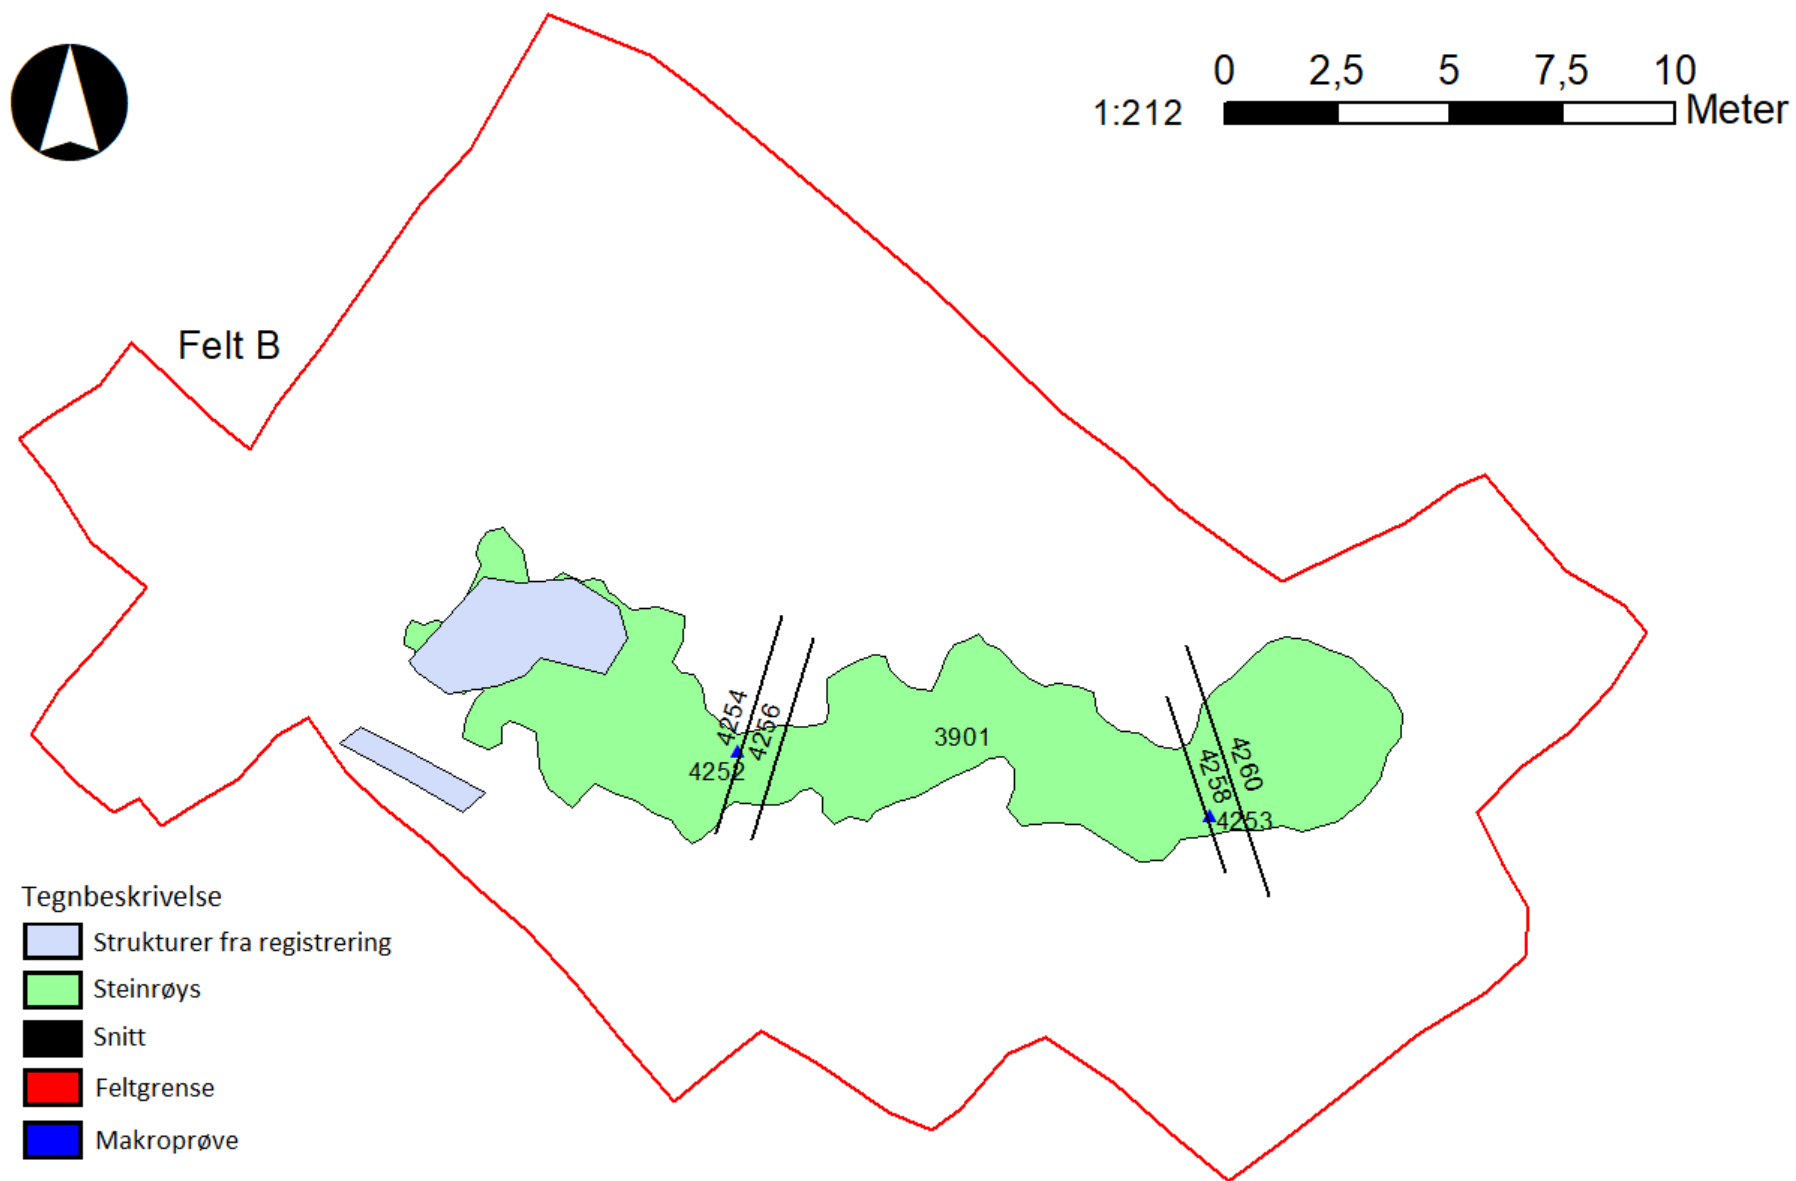 0 2,5 5 7,5 10
1:212 Meter
Felt B
4254
4256
4252
3901
4258
4260
4253
Tegnbeskrivelse
Strukturer fra registrering
Steinrøys
Snitt
Feltgrense
Makroprøve